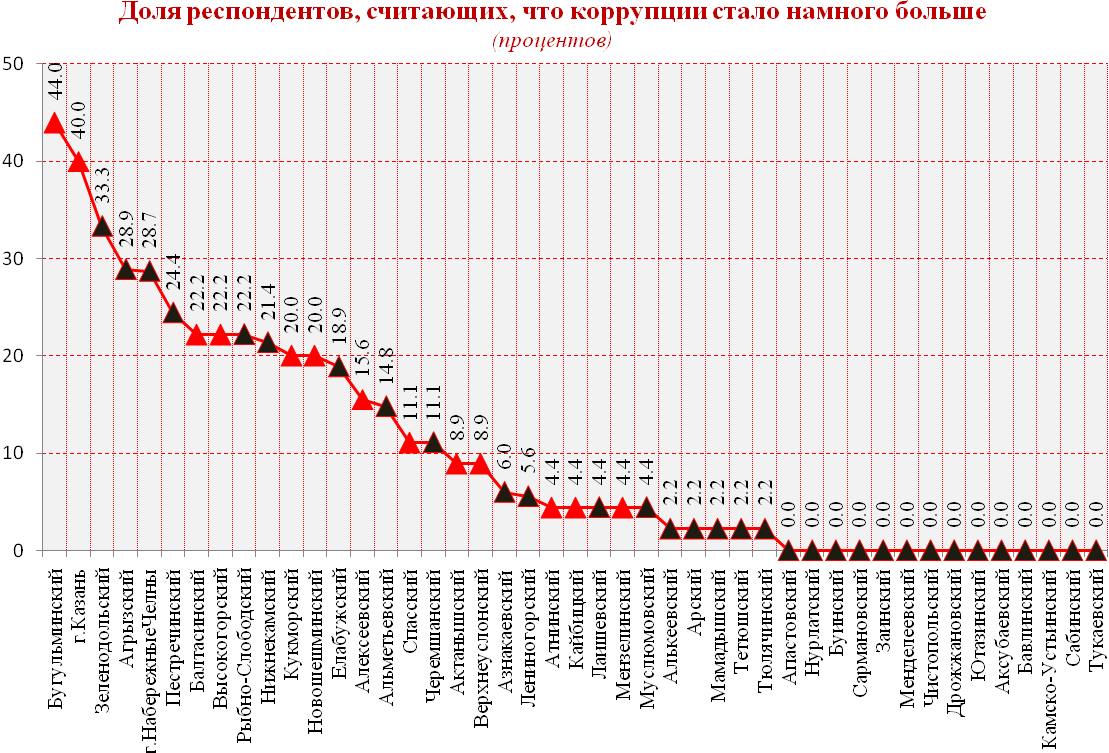 Доля респондентов, считающих, что коррупции стало намного больше
(процентов)
50
40
30
20
10
0
44.0
40.0
33.3
28.9
28.7
24.4
22.2
22.2
22.2
21.4
20.0
20.0
18.9
15.6
14.8
11.1
11.1
8.9
8.9
6.0
5.6
4.4
4.4
4.4
4.4
4.4
2.2
2.2
2.2
2.2
2.2
0.0
0.0
0.0
0.0
0.0
0.0
0.0
0.0
0.0
0.0
0.0
0.0
0.0
0.0
Бугульминский
г.Казань
Зеленодольский
Агрызский
г.НабережныеЧелны
Пестречинский
Балтасинский
Высокогорский
Рыбно-Слободский
Нижнекамский
Кукморский
Новошешминский
Елабужский
Алексеевский
Альметьевский
Спасский
Черемшанский
Актанышский
Верхнеуслонский
Азнакаевский
Лениногорский
Атнинский
Кайбицкий
Лаишевский
Мензелинский
Муслюмовский
Алькеевский
Арский
Мамадышский
Тетюшский
Тюлячинский
Апастовский
Нурлатский
Буинский
Сармановский
Заинский
Менделеевский
Чистопольский
Дрожжановский
Ютазинский
Аксубаевский
Бавлинский
Камско-Устьинский
Сабинский
Тукаевский